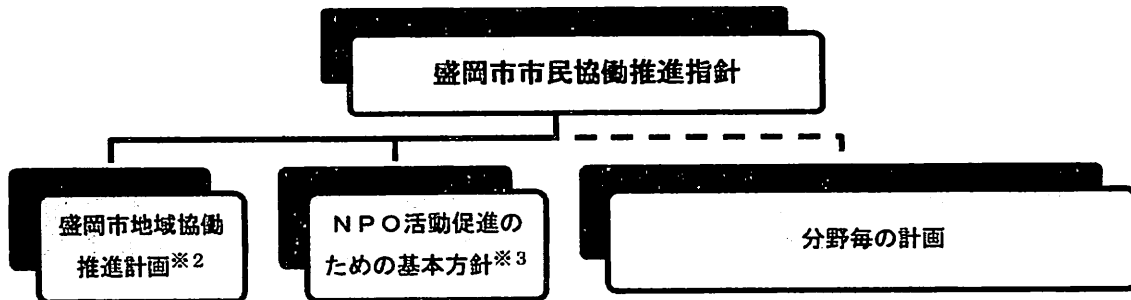 盛岡市市民協働推進指針
盛岡市地域協働
推進計画※2
NPO活動促進の
ための基本方針※3
分野毎の計画